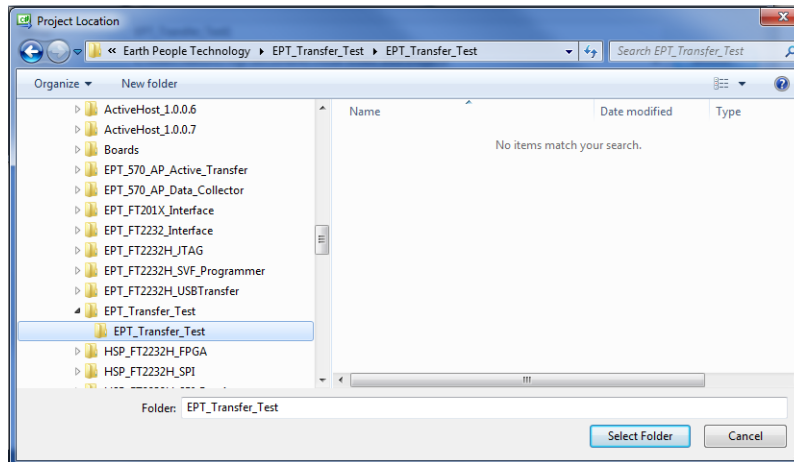 Project Location
« Earth People Technology ▸ EPT_Transfer_Test ▸ EPT_Transfer_Test
Search EPT_Transfer_Test
Organize New folder
Name Date modified Type
No items match your search.
ActiveHost_1.0.0.6
ActiveHost_1.0.0.7
Boards
EPT_570_AP_Active_Transfer
EPT_570_AP_Data_Collector
EPT_FT201X_Interface
EPT_FT2232_Interface
EPT_FT2232H_JTAG
EPT_FT2232H_SVF_Programmer
EPT_FT2232H_USBTransfer
EPT_Transfer_Test
EPT_Transfer_Test
HSP_FT2232H_FPGA
HSP_FT2232H_SPI
Folder: EPT_Transfer_Test
Select Folder Cancel